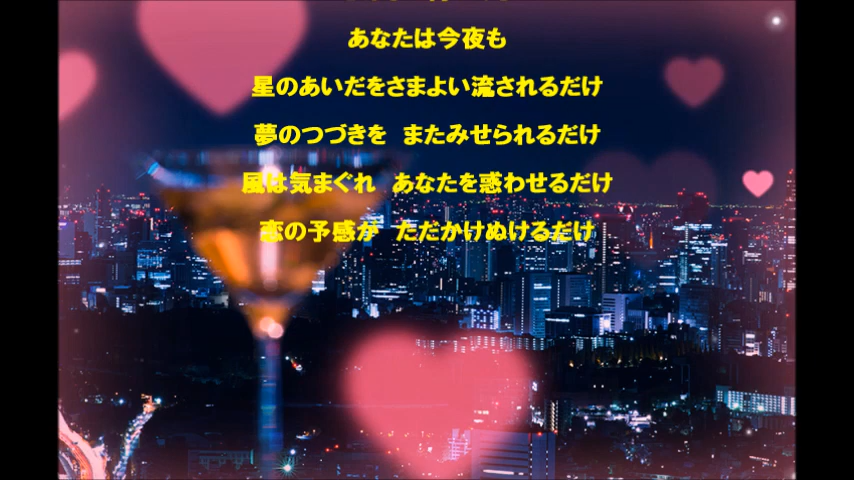 あなたは今夜も
星のあいだをさまよい流されるだけ
夢のつづきを　またみせられるだけ
風は気まぐれ　あなたを惑わせるだけ
恋の予感が　ただかけぬけるだけ